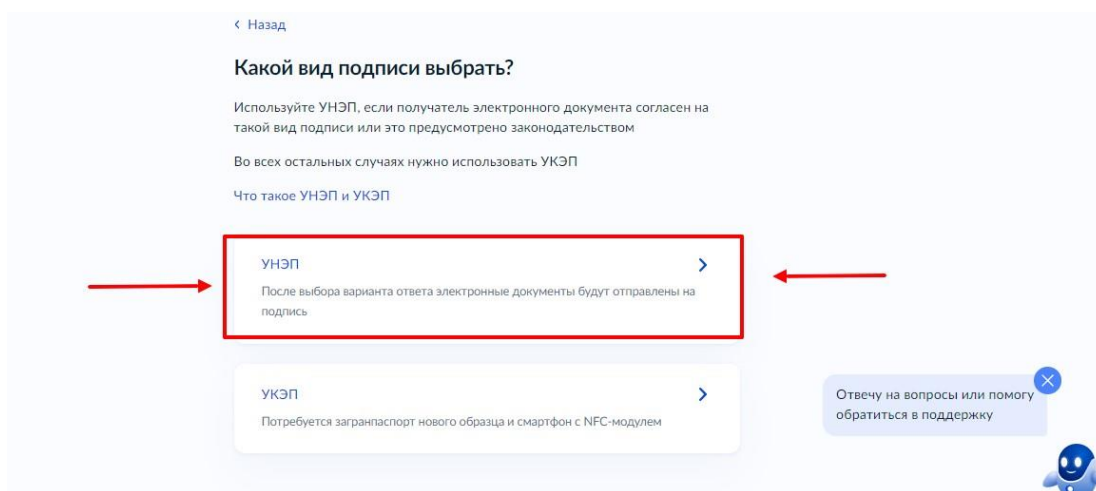 Назад
Какой вид подписи выбрать?
Используйте УНЭП, если получатель электронного документа согласен на
такой вид подписи или это предусмотрено законодательством
Во всех остальных случаях нужно использовать УКЭП
Что такое УНЭП и УКЭП
УНЭП
После выбора варианта ответа электронные документы будут отправлены на
подпись
УКЭП
Потребуется загранпаспорт нового образца и смартфон с NFC-модулем
Отвечу на вопросы или помогу
обратиться в поддержку